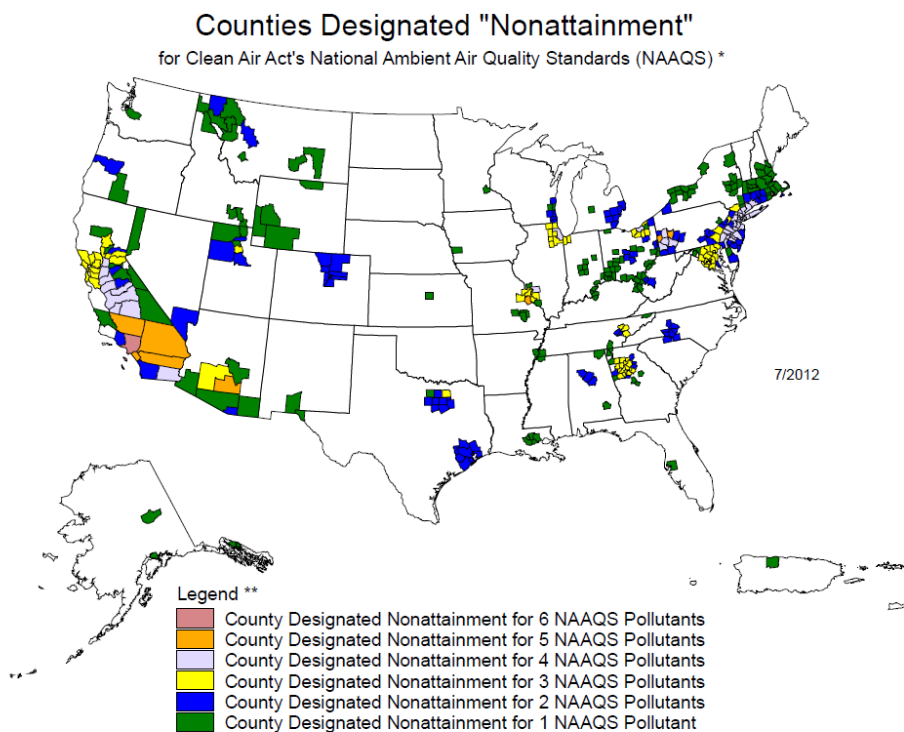 Counties Designated "Nonattainment"
for Clean Air Act's National Ambient Air Quality Standards (NAAQS) *
7/2012
Legend **
County Designated Nonattainment for 6 NAAQS Pollutants
County Designated Nonattainment for 5 NAAQS Pollutants
County Designated Nonattainment for 4 NAAQS Pollutants
County Designated Nonattainment for 3 NAAQS Pollutants
County Designated Nonattainment for 2 NAAQS Pollutants
County Designated Nonattainment for 1 NAAQS Pollutant